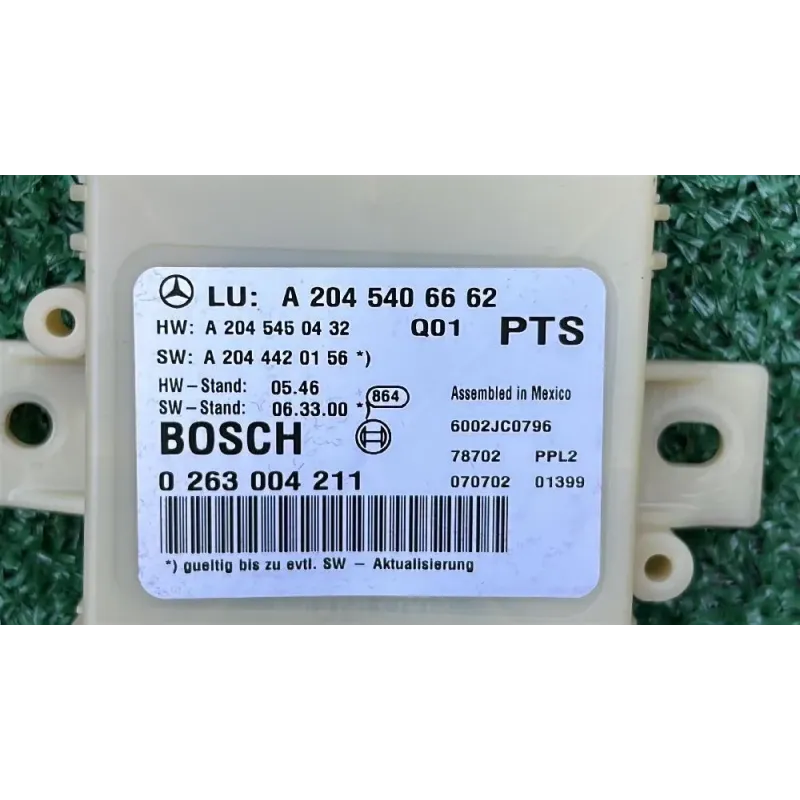 LU: A 204 540 66 62
HW: A 204 545 04 32 Q01 PTS
SW: A 204 442 01 56 *)
HW-Stand: 05.46 864 Assembled in Mexico
SW-Stand: 06.33.00 *)
BOSCH 6002JC0796
78702 PPL2
0 263 004 211 070702 01399
*) gueltig bis zu evtl. SW - Aktualisierung